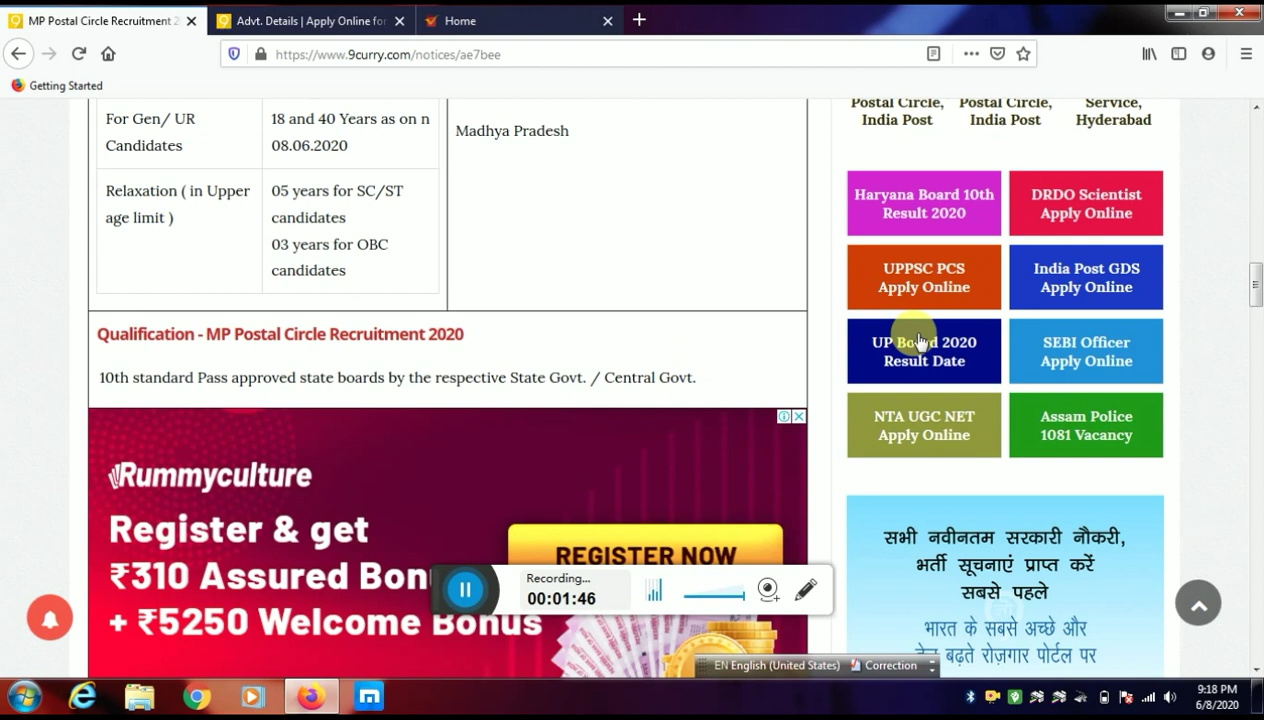 MP Postal Circle Recruitment 2
Advt. Details | Apply Online for
Home
https://www.9curry.com/notices/ae7bee
Getting Started
For Gen/ UR
Candidates
18 and 40 Years as on n
08.06.2020
Madhya Pradesh
Relaxation ( in Upper
age limit )
05 years for SC/ST
candidates
03 years for OBC
candidates
Qualification - MP Postal Circle Recruitment 2020
10th standard Pass approved state boards by the respective State Govt. / Central Govt.
Rummyculture
Register & get
₹310 Assured Bon
+ ₹5250 Welcome Bonus
REGISTER NOW
Recording...
00:01:46
Postal Circle,
India Post
Postal Circle,
India Post
Service,
Hyderabad
Haryana Board 10th
Result 2020
DRDO Scientist
Apply Online
UPPSC PCS
Apply Online
India Post GDS
Apply Online
UP Board 2020
Result Date
SEBI Officer
Apply Online
NTA UGC NET
Apply Online
Assam Police
1081 Vacancy
सभी नवीनतम सरकारी नौकरी,
भर्ती सूचनाएं प्राप्त करें
सबसे पहले
भारत के सबसे अच्छे और
बढ़ते रोज़गार पोर्टल पर
EN English (United States)
Correction
9:18 PM
6/8/2020